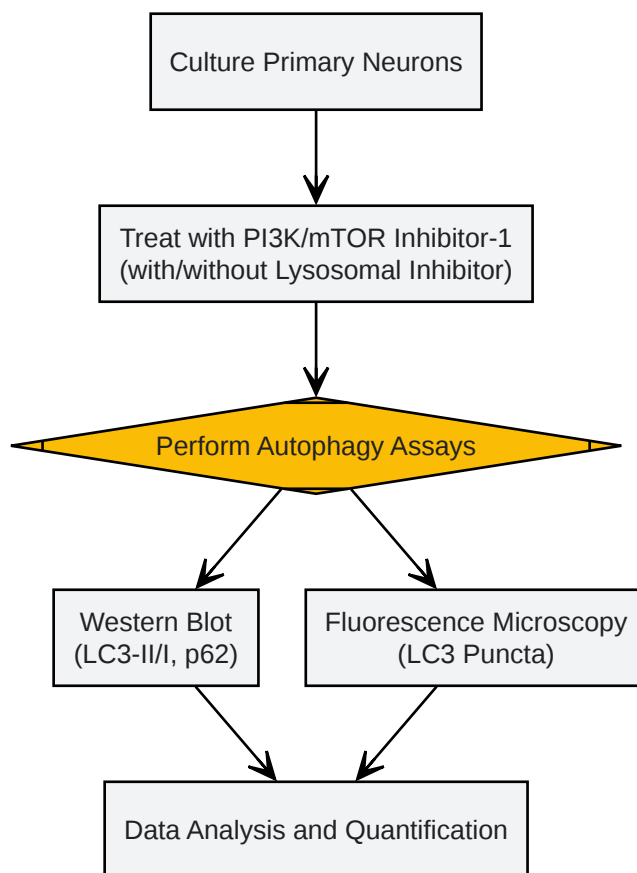 Culture Primary Neurons
Treat with PI3K/mTOR Inhibitor-1
(with/without Lysosomal Inhibitor)
Perform Autophagy Assays
Western Blot
(LC3-II/I, p62)
Fluorescence Microscopy
(LC3 Puncta)
Data Analysis and Quantification